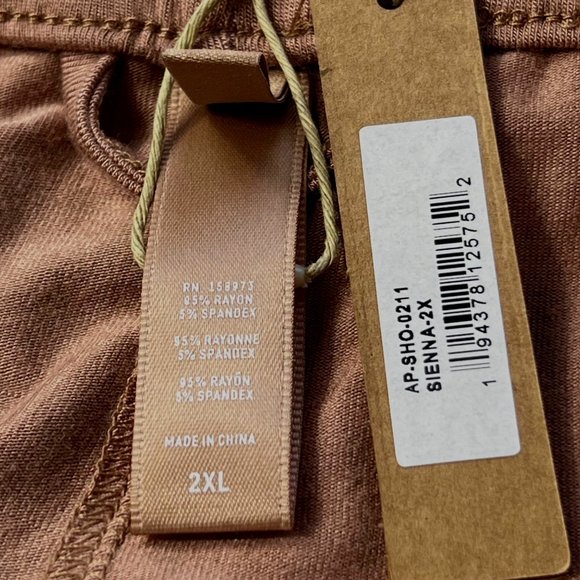 RN 158973
95% RAYON
5% SPANDEX
95% RAYONNE
5% SPANDEX
95% RAYÓN
5% SPANDEX
MADE IN CHINA
2XL
AP-SHO-0211
SIENNA-2X
1 94378 12575 2